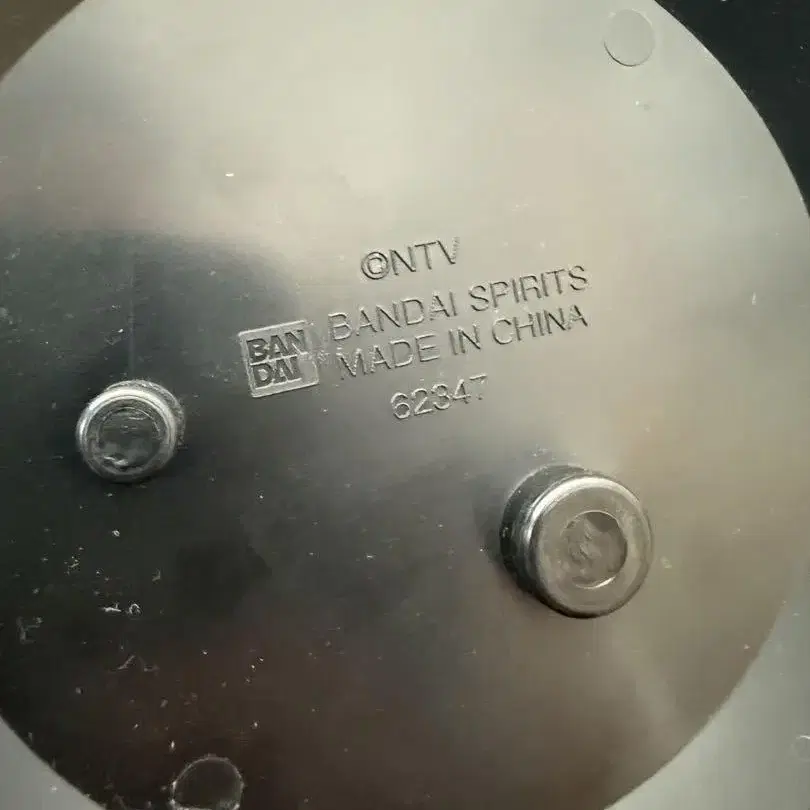 ©NTV
BANDAI SPIRITS
MADE IN CHINA
BAN
DAI
62347